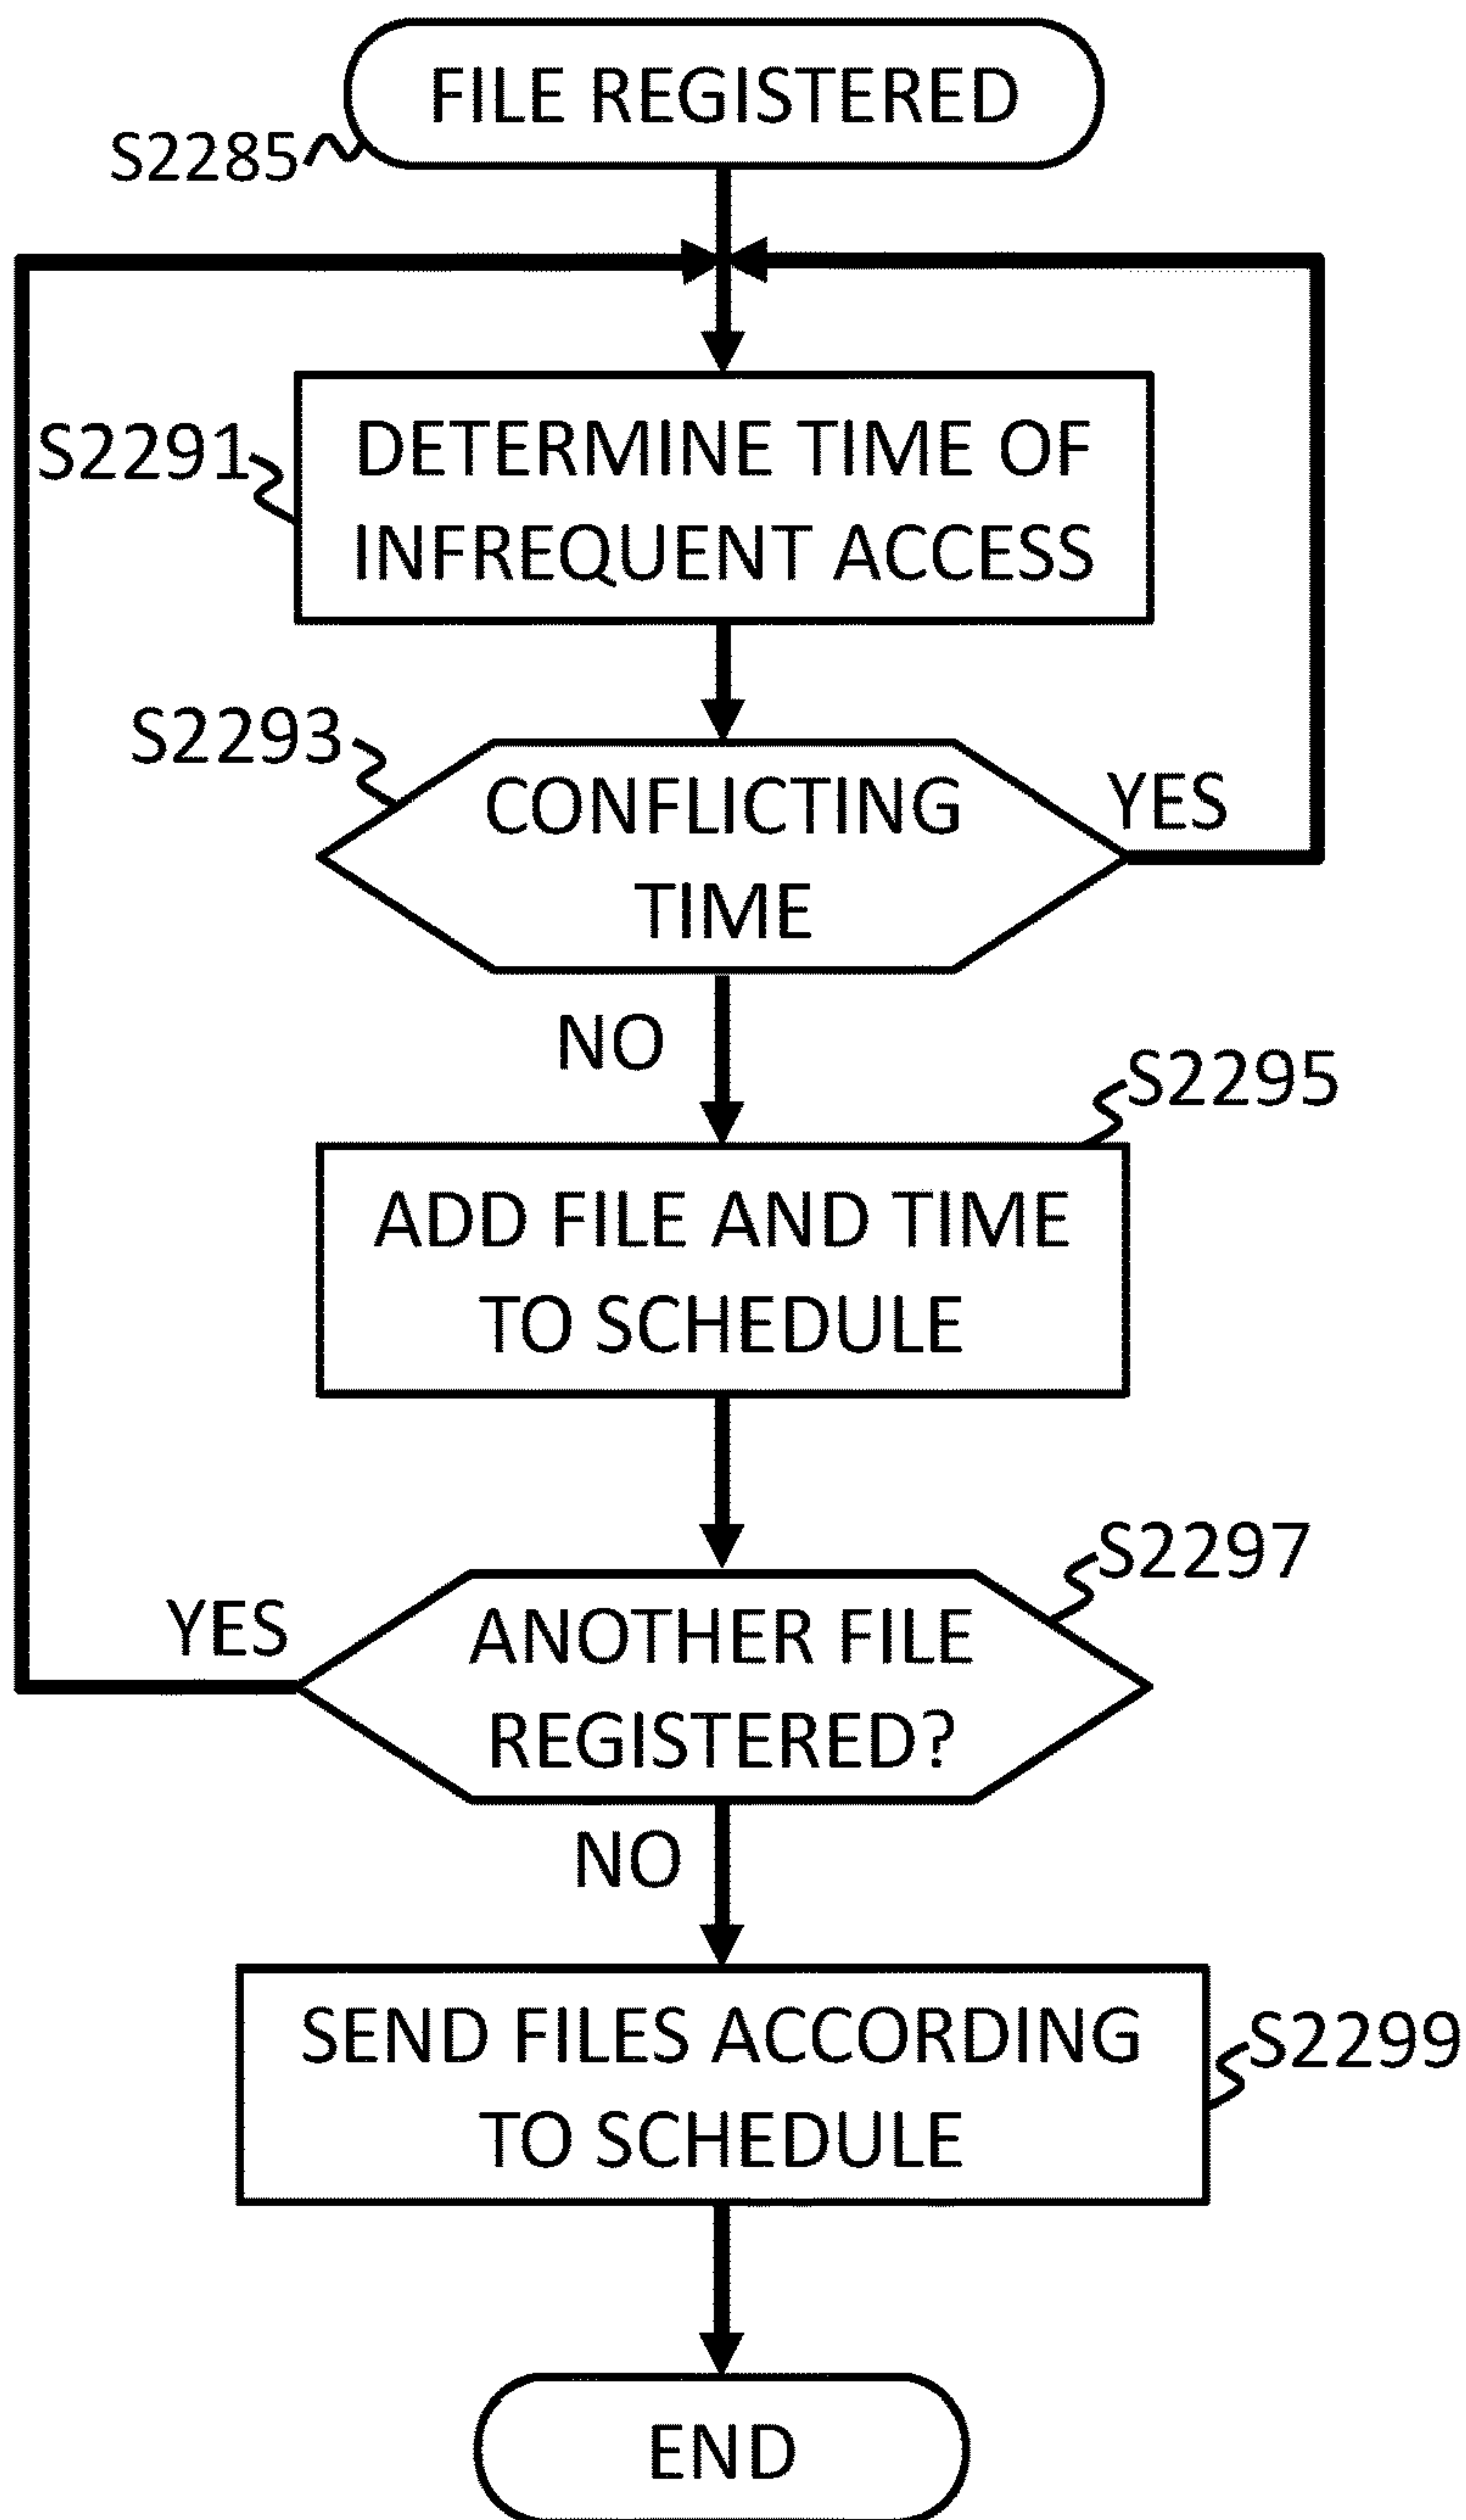 FILE REGISTERED
S2285
S2291
DETERMINE TIME OF
INFREQUENT ACCESS
S2293
CONFLICTING
TIME
YES
NO
S2295
ADD FILE AND TIME
TO SCHEDULE
S2297
YES
ANOTHER FILE
REGISTERED?
NO
SEND FILES ACCORDING
TO SCHEDULE
S2299
END